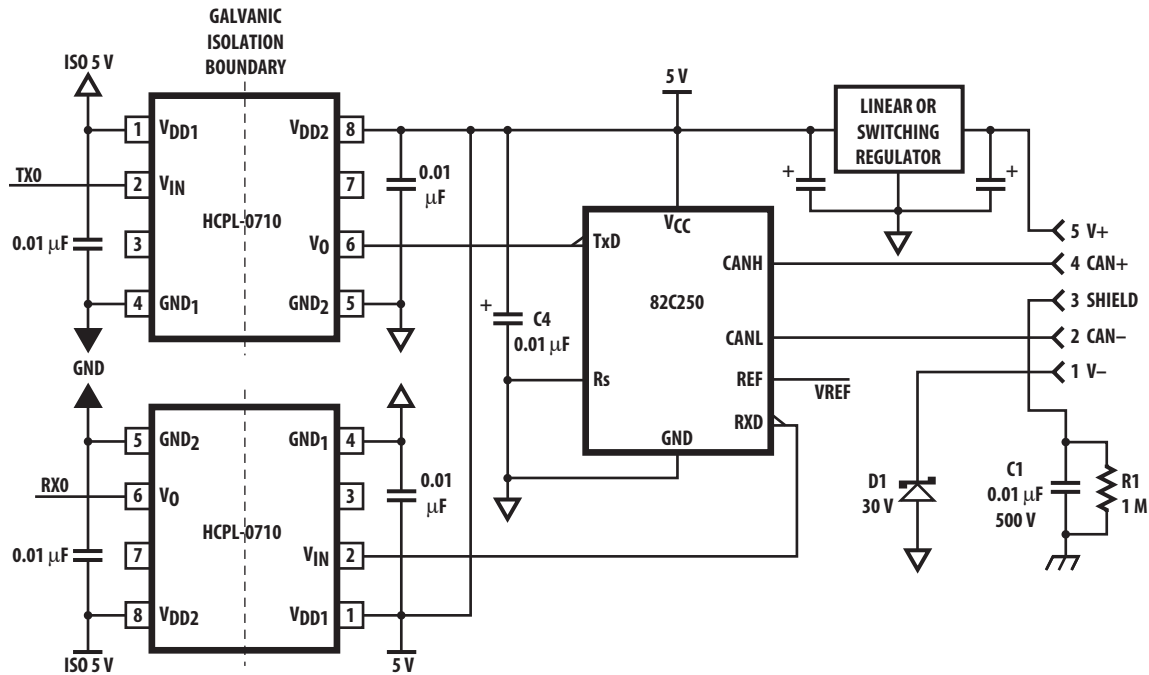 GALVANIC
ISOLATION
BOUNDARY
ISO 5 V
5 V
LINEAR OR
SWITCHING
REGULATOR
1 VDD1
VDD2 8
TX0
2 VIN
7
0.01 μF
+
+
HCPL-0710
0.01 μF
3
VO 6
4 GND1
GND2 5
GND
VCC
TxD
CANH
82C250
CANL
Rs
REF
VREF
RXD
GND
+
C4
0.01 μF
5 V+
4 CAN+
3 SHIELD
2 CAN–
1 V–
5 GND2
GND1 4
RX0
6 VO
3
0.01
μF
HCPL-0710
0.01 μF
7
VIN 2
8 VDD2
VDD1 1
ISO 5 V
5 V
D1
30 V
C1
0.01 μF
500 V
R1
1 M